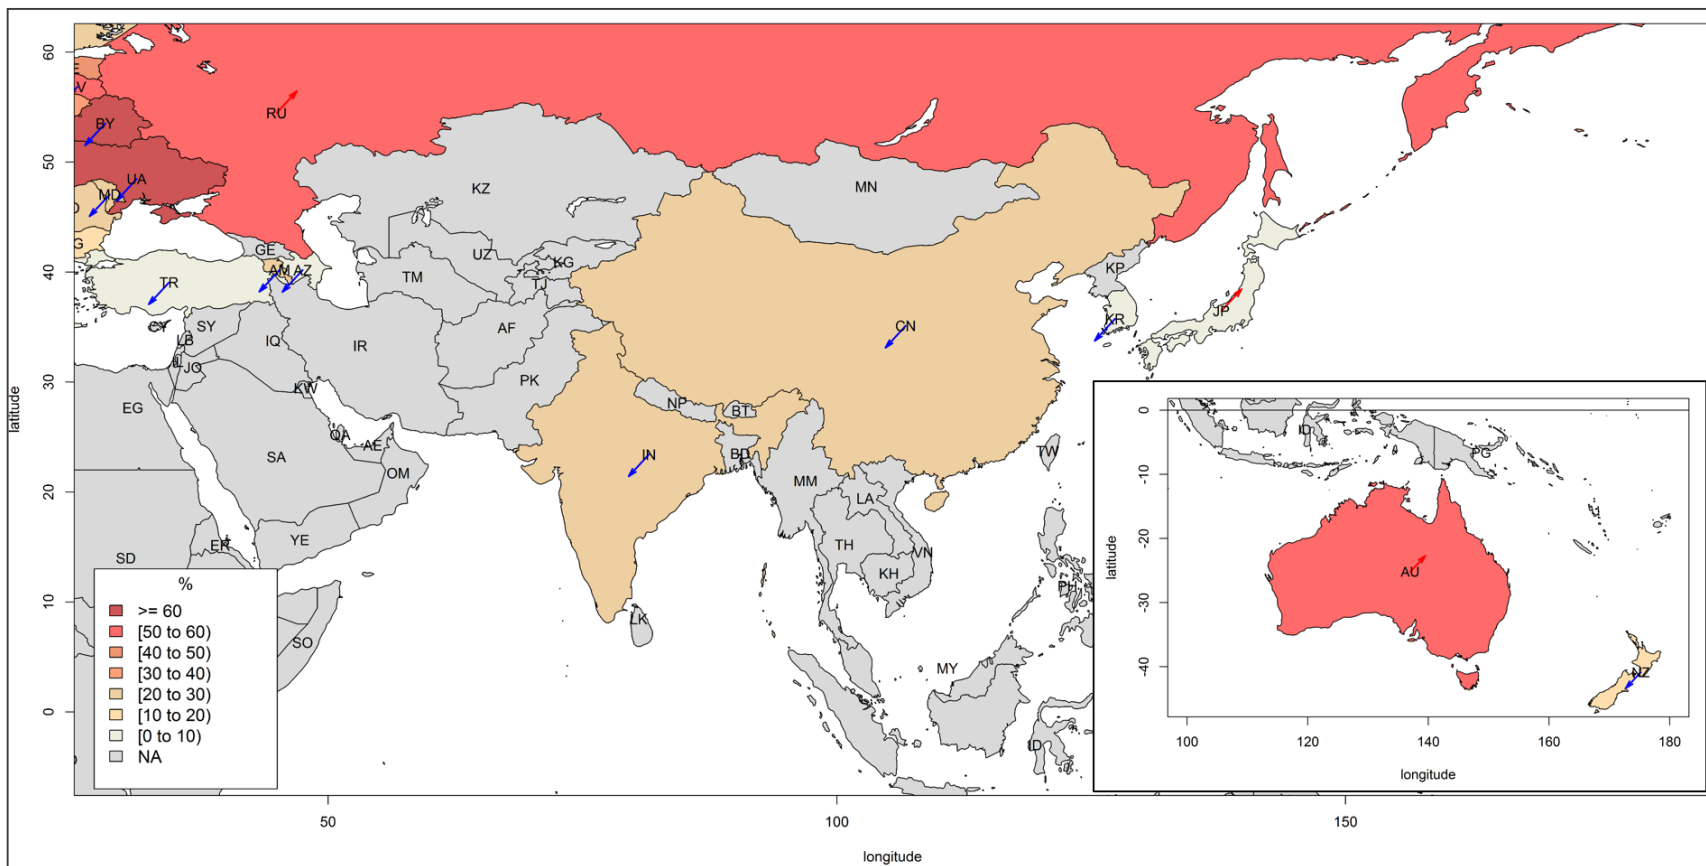 latitude
60
50
40
30
20
10
0
RU
V
BY
UA
MD
G
KZ
MN
GE
AM
AZ
TR
UZ
KG
TM
TJ
KP
KR
JP
CY
SY
LB
IQ
IR
AF
CN
JO
KW
PK
NP
BT
EG
QA
AE
SA
OM
IN
BD
TW
MM
LA
YE
ER
SD
TH
VN
KH
PH
LK
SO
MY
ID
%
>= 60
[50 to 60)
[40 to 50)
[30 to 40)
[20 to 30)
[10 to 20)
[0 to 10)
NA
50
100
150
longitude
latitude
0
-10
-20
-30
-40
ID
PG
AU
NZ
100
120
140
160
180
longitude